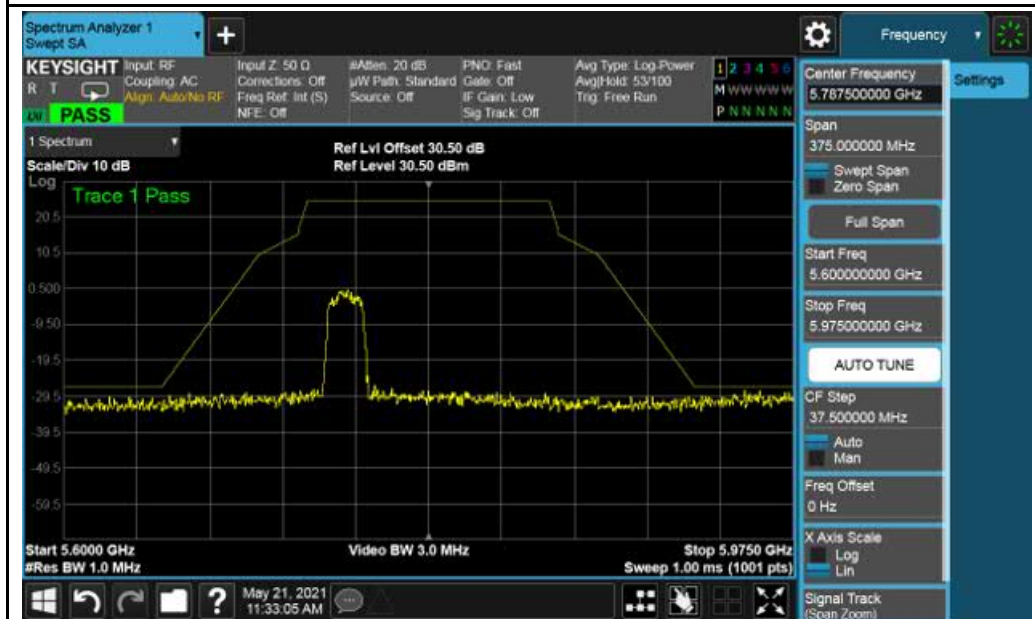 Spectrum Analyzer 1
Swept SA
+
Frequency
KEYSIGHT
R T
PASS
Input: RF
Coupling: AC
Align: Auto/No RF
Input Z: 50 Ω
Corrections: Off
Freq Ref: Int (S)
NFE: Off
#Atten: 20 dB
µW Path: Standard
Source: Off
PNO: Fast
Gate: Off
IF Gain: Low
Sig Track: Off
Avg Type: Log-Power
Avg|Hold: 53/100
Trig: Free Run
1 2 3 4 5 6
M W W W W W
P N N N N N
1 Spectrum
Scale/Div 10 dB
Ref Lvl Offset 30.50 dB
Ref Level 30.50 dBm
Log
Trace 1 Pass
20.5
10.5
0.500
-9.50
-19.5
-29.5
-39.5
-49.5
-59.5
Start 5.6000 GHz
#Res BW 1.0 MHz
Video BW 3.0 MHz
Stop 5.9750 GHz
Sweep 1.00 ms (1001 pts)
?
May 21, 2021
11:33:05 AM
Center Frequency
5.787500000 GHz
Settings
Span
375.000000 MHz
Swept Span
Zero Span
Full Span
Start Freq
5.600000000 GHz
Stop Freq
5.975000000 GHz
AUTO TUNE
CF Step
37.500000 MHz
Auto
Man
Freq Offset
0 Hz
X Axis Scale
Log
Lin
Signal Track
(Span Zoom)